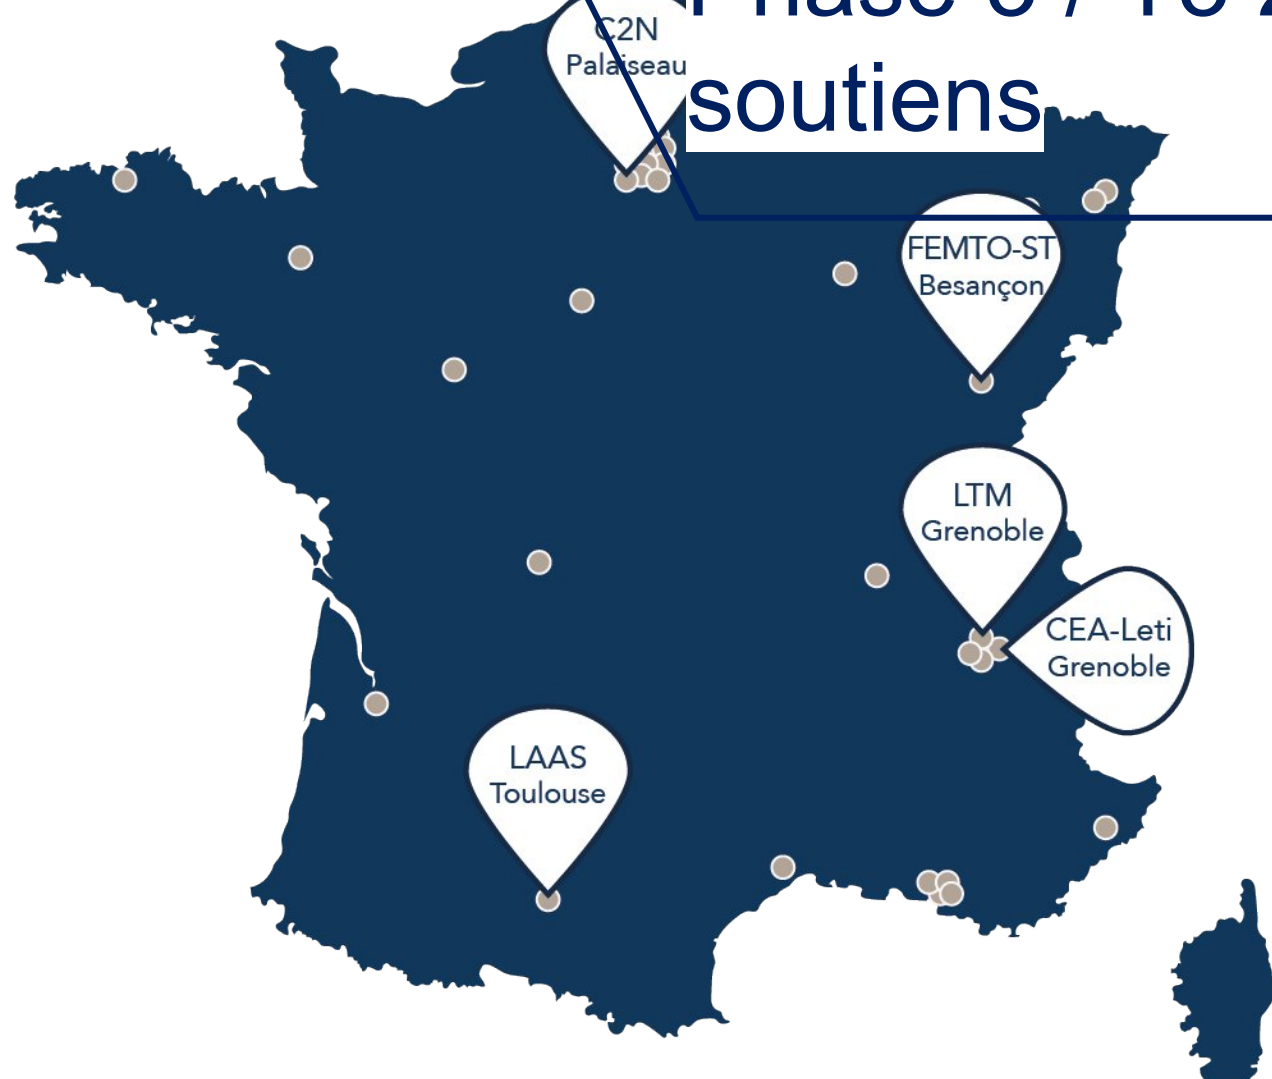 soutiens
C2N
Palaiseau
FEMTO-ST
Besançon
LTM
Grenoble
CEA-Leti
Grenoble
LAAS
Toulouse